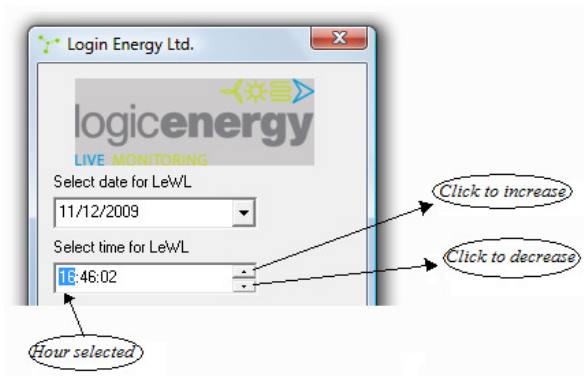 Login Energy Ltd.
logicenergy
LIVE MONITORING
Select date for LeWL
11/12/2009
Click to increase
Select time for LeWL
16:46:02
Click to decrease
Hour selected